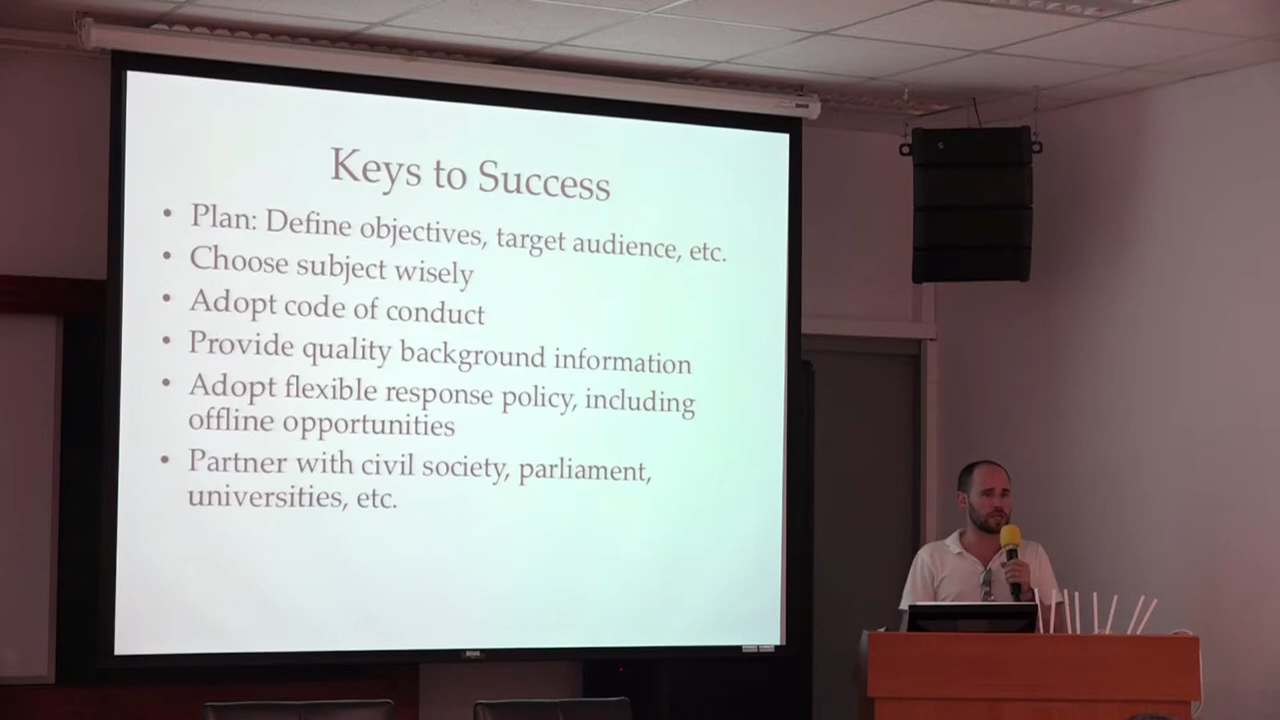 Keys to Success
• Plan: Define objectives, target audience, etc.
• Choose subject wisely
• Adopt code of conduct
• Provide quality background information
• Adopt flexible response policy, including
offline opportunities
• Partner with civil society, parliament,
universities, etc.